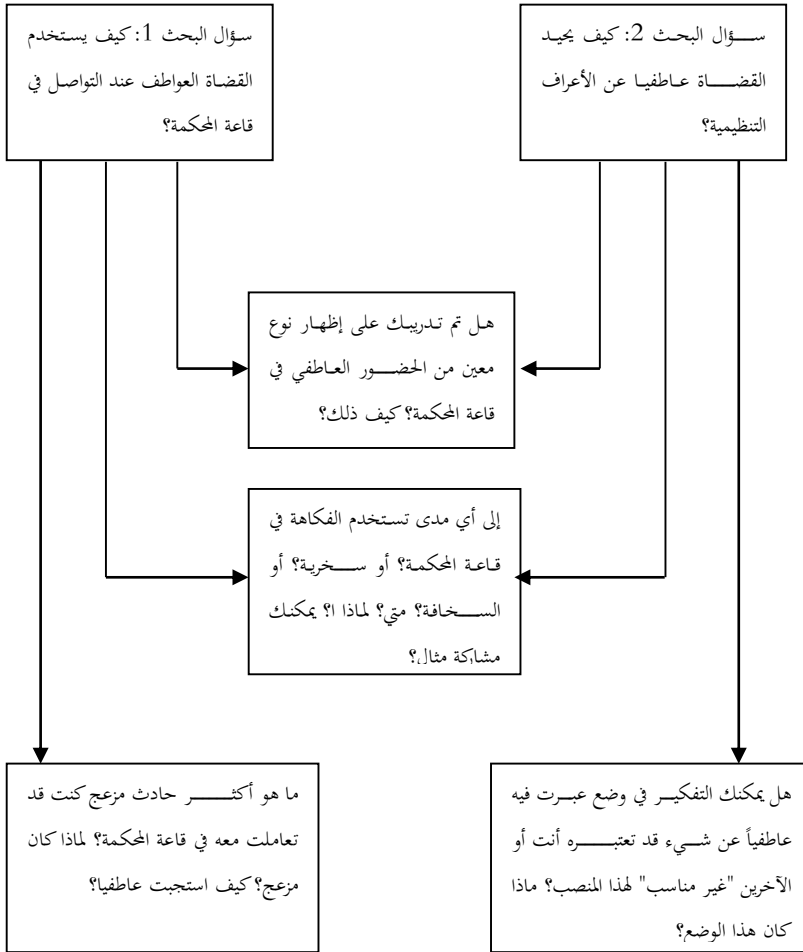 سؤال البحث 1: كيف يستخدم
القضاة العواطف عند التواصل في
قاعة المحكمة؟
سؤال البحث 2: كيف يحيد
القضاة عاطفيا عن الأعراف
التنظيمية؟
هل تم تدريبك على إظهار نوع
معين من الحضور العاطفي في
قاعة المحكمة؟ كيف ذلك؟
إلى أي مدى تستخدم الفكاهة في
قاعة المحكمة؟ أو سخرية؟ أو
السخافة؟ متي؟ لماذا ا؟ يمكنك
مشاركة مثال؟
ما هو أكثر حادث مزعج كنت قد
تعاملت معه في قاعة المحكمة؟ لماذا كان
مزعج؟ كيف استجبت عاطفيا؟
هل يمكنك التفكير في وضع عبرت فيه
عاطفياً عن شيء قد تعتبره أنت أو
الآخرين "غير مناسب" لهذا المنصب؟ ماذا
كان هذا الوضع؟